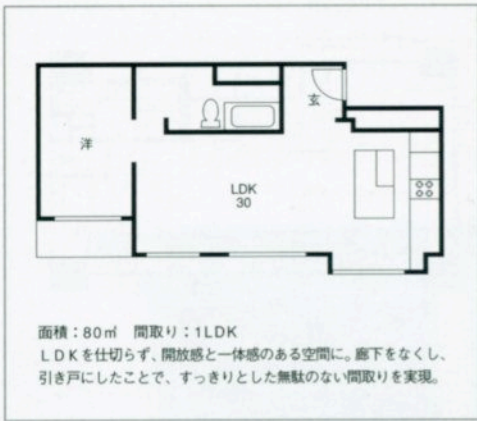 玄
洋
LDK
30
面積：80㎡　間取り：1LDK
LDKを仕切らず、開放感と一体感のある空間に。廊下をなくし、
引き戸にしたことで、すっきりとした無駄のない間取りを実現。